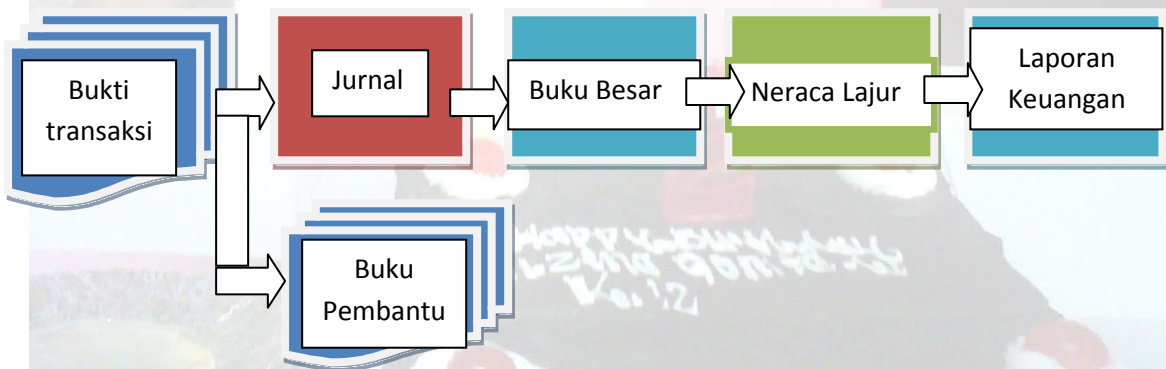 Bukti
transaksi
Jurnal
Buku Besar
Neraca Lajur
Laporan
Keuangan
Buku
Pembantu